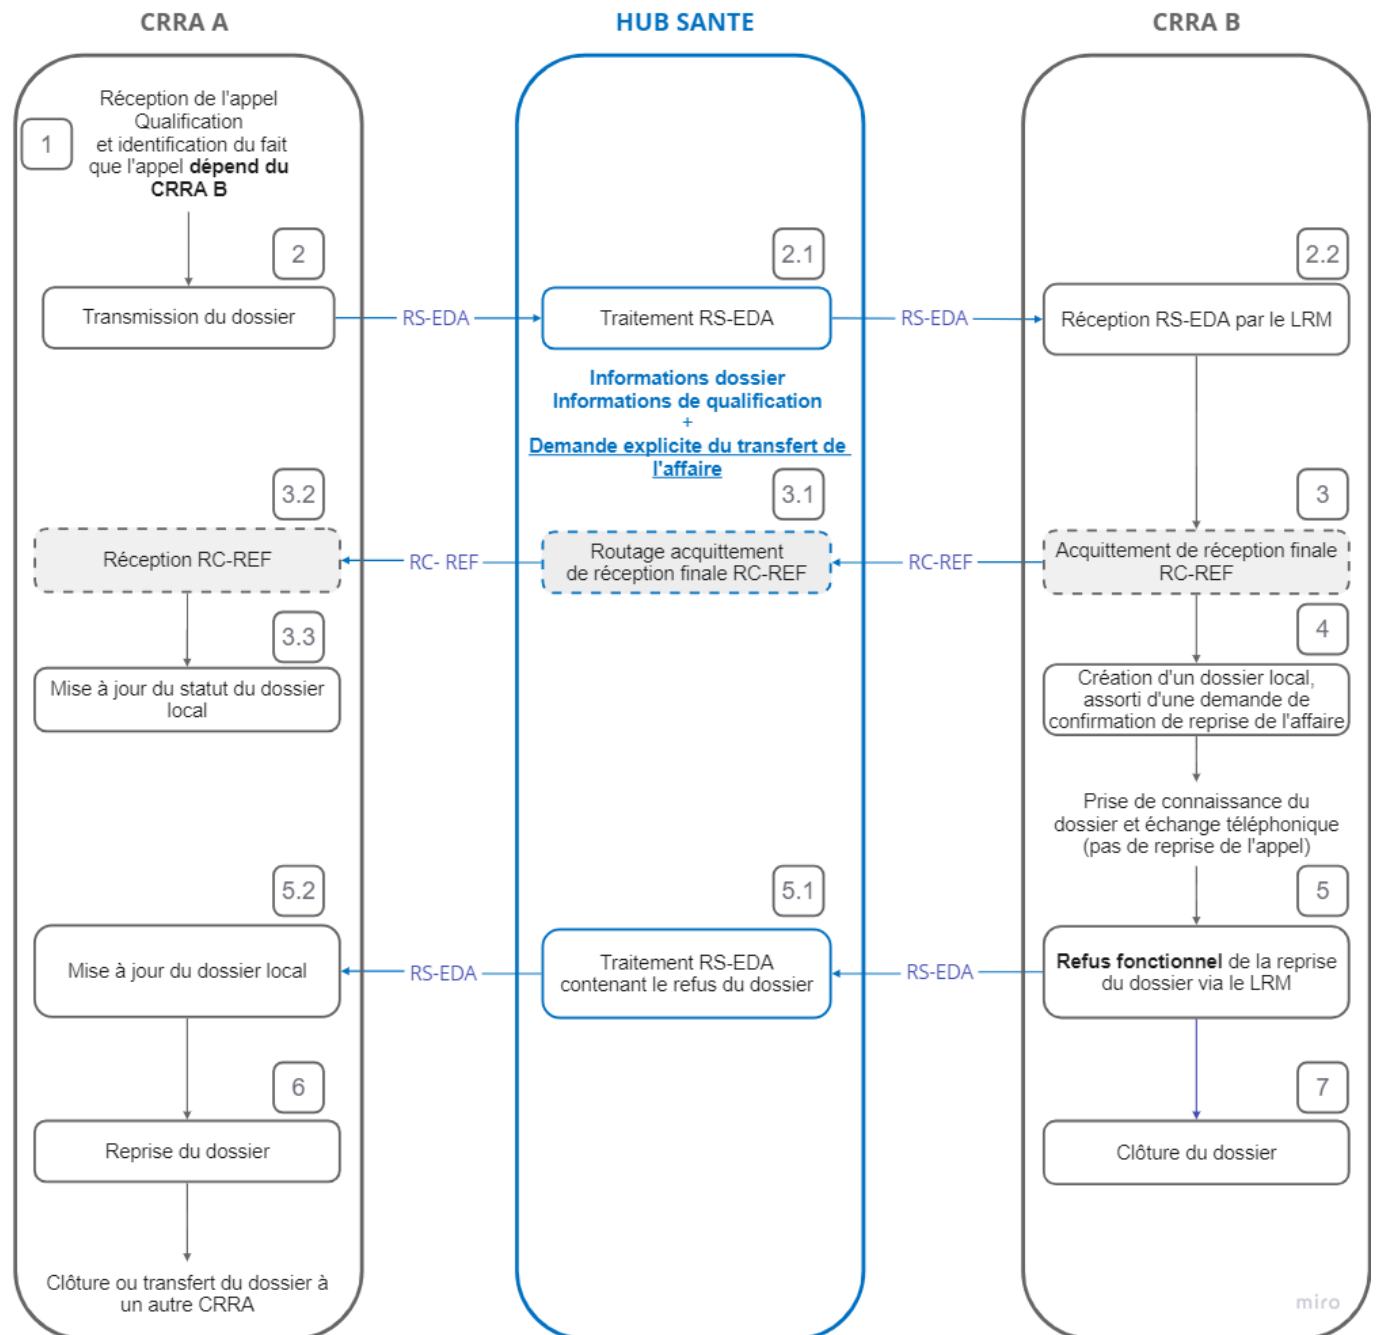 CRRA A
HUB SANTE
CRRA B
Réception de l'appel
Qualification
et identification du fait
que l'appel dépend du
CRRA B
1
2
2.1
2.2
Transmission du dossier
RS-EDA
Traitement RS-EDA
RS-EDA
Réception RS-EDA par le LRM
Informations dossier
Informations de qualification
+
Demande explicite du transfert de
l'affaire
3.2
3.1
3
Réception RC-REF
RC- REF
Routage acquittement
de réception finale RC-REF
RC-REF
Acquittement de réception finale
RC-REF
3.3
4
Mise à jour du statut du dossier
local
Création d'un dossier local,
assorti d'une demande de
confirmation de reprise de l'affaire
Prise de connaissance du
dossier et échange téléphonique
(pas de reprise de l'appel)
5.2
5.1
5
Mise à jour du dossier local
RS-EDA
Traitement RS-EDA
contenant le refus du dossier
RS-EDA
Refus fonctionnel de la reprise
du dossier via le LRM
6
7
Reprise du dossier
Clôture du dossier
Clôture ou transfert du dossier à
un autre CRRA
miro